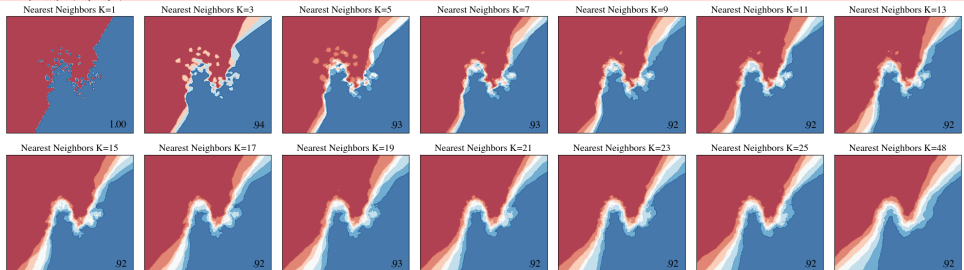 Nearest Neighbors K=1
Nearest Neighbors K=3
Nearest Neighbors K=5
Nearest Neighbors K=7
Nearest Neighbors K=9
Nearest Neighbors K=11
Nearest Neighbors K=13
1.00
.94
.93
.93
.92
.92
.92
Nearest Neighbors K=15
Nearest Neighbors K=17
Nearest Neighbors K=19
Nearest Neighbors K=21
Nearest Neighbors K=23
Nearest Neighbors K=25
Nearest Neighbors K=48
.92
.92
.93
.92
.92
.92
.92